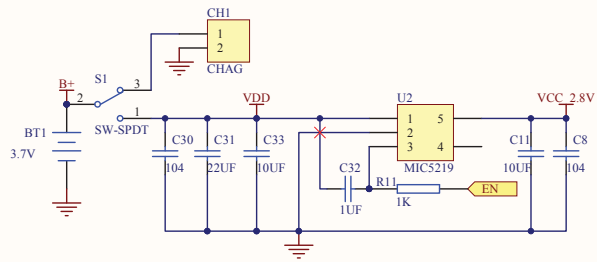 CH1
1
2
CHAG
B+
S1
2
3
1
SW-SPDT
BT1
3.7V
VDD
C30
104
C31
22UF
C33
10UF
U2
1
2
3
5
4
MIC5219
VCC_2.8V
C32
1UF
R11
1K
EN
C11
10UF
C8
104